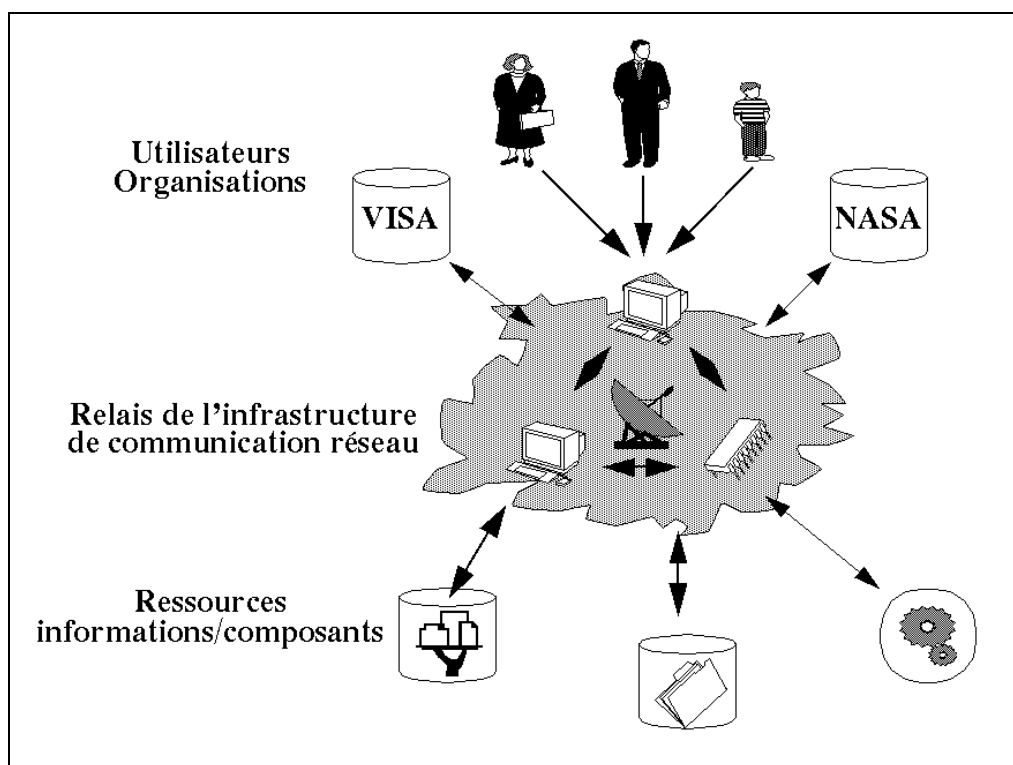 Utilisateurs
Organisations
VISA
NASA
Relais de l'infrastructure
de communication réseau
Ressources
informations/composants